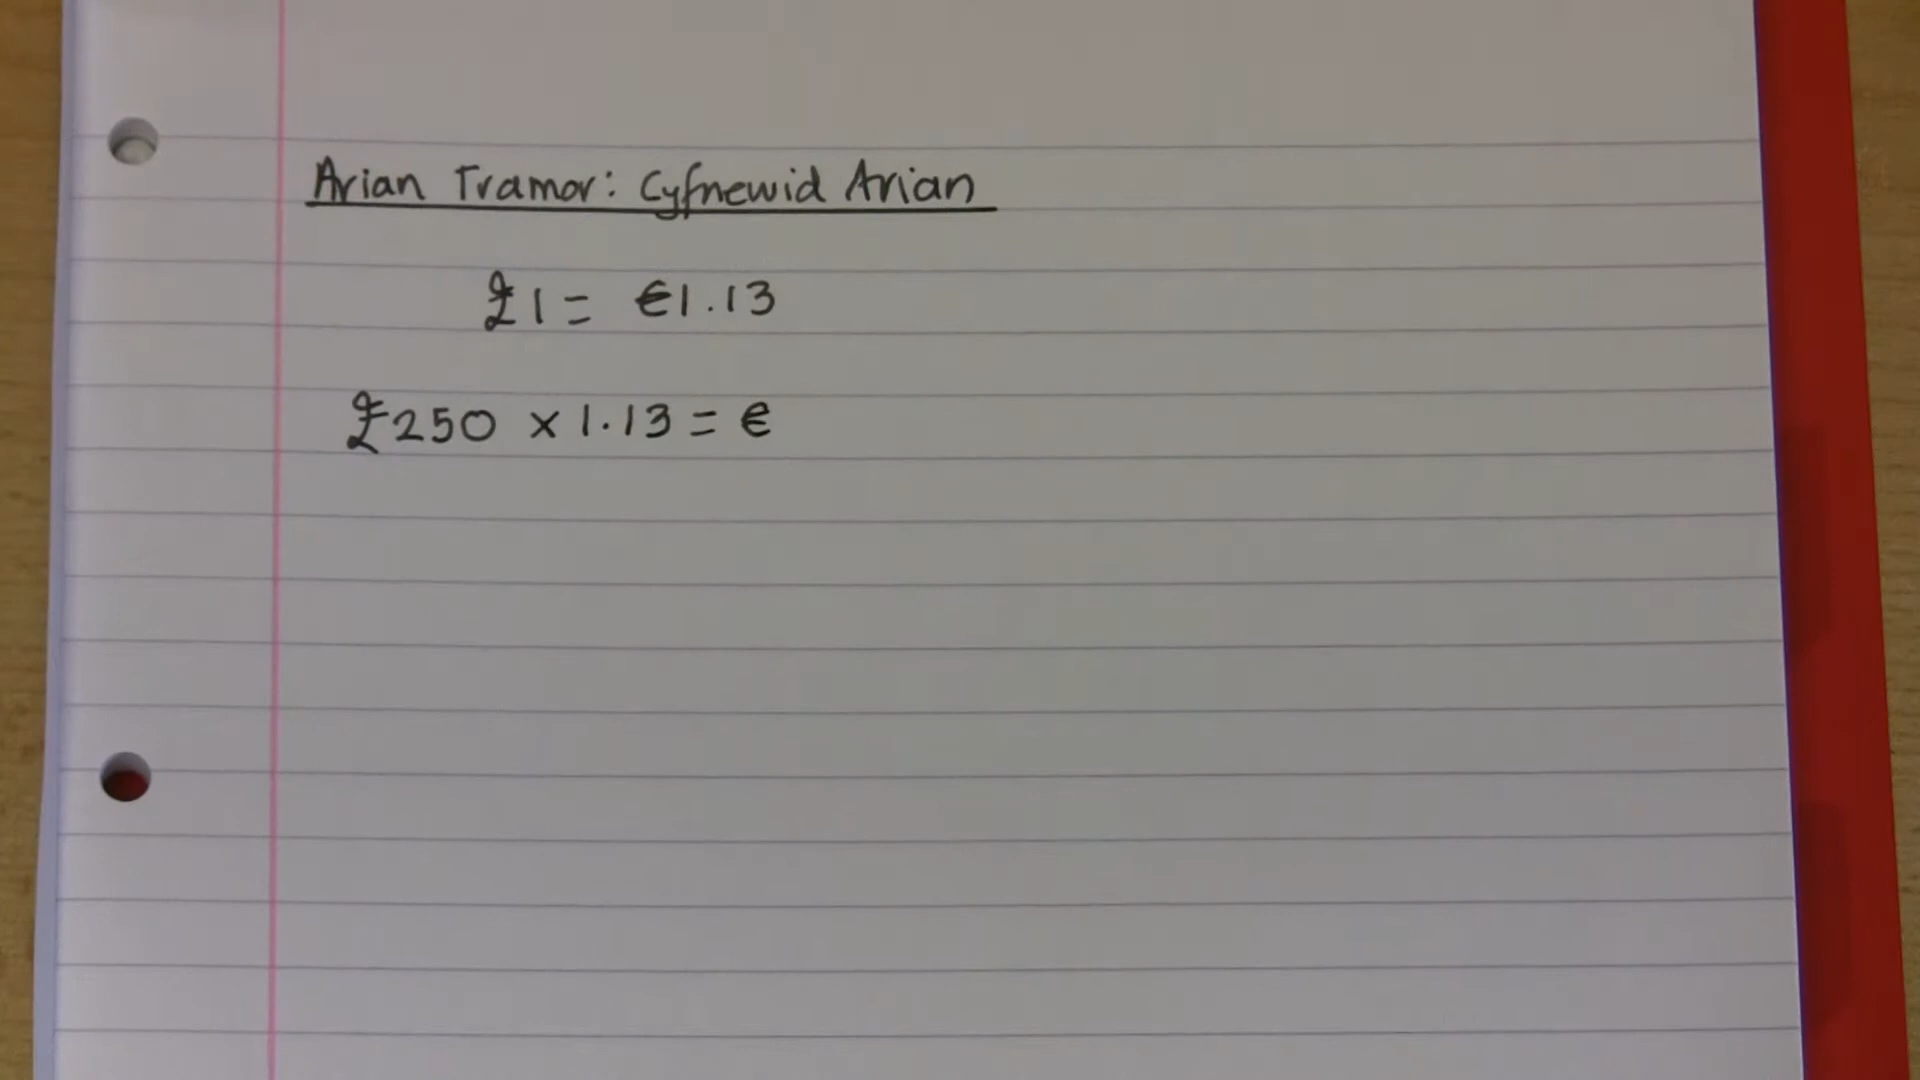 Arian Tramor: Cyfnewid Arian
£1 = €1.13
£250 × 1.13 = €